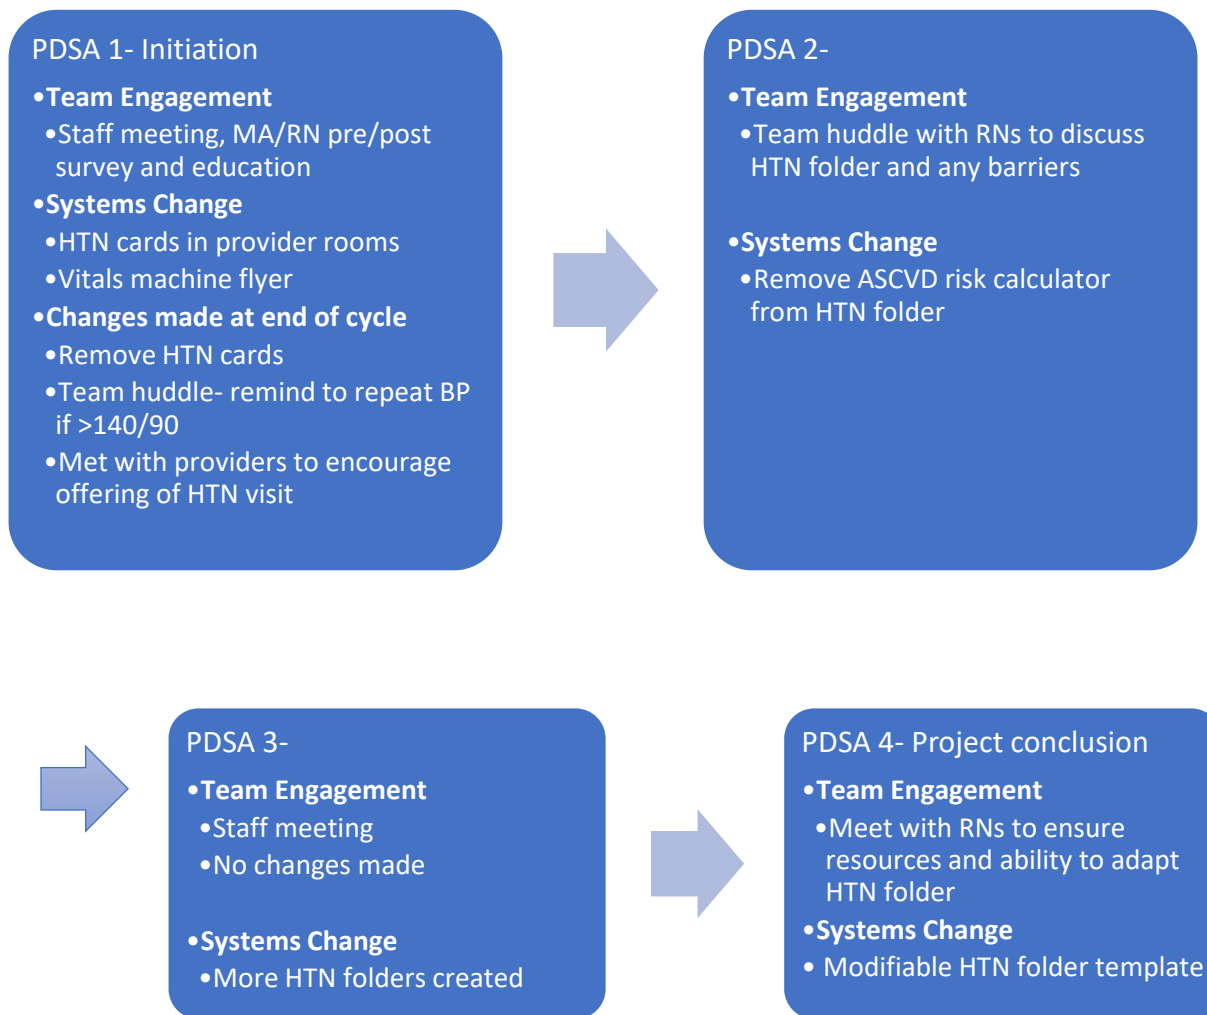 PDSA 1- Initiation
•Team Engagement
•Staff meeting, MA/RN pre/post
survey and education
•Systems Change
•HTN cards in provider rooms
•Vitals machine flyer
•Changes made at end of cycle
•Remove HTN cards
•Team huddle- remind to repeat BP
if >140/90
•Met with providers to encourage
offering of HTN visit
PDSA 2-
•Team Engagement
•Team huddle with RNs to discuss
HTN folder and any barriers
•Systems Change
•Remove ASCVD risk calculator
from HTN folder
PDSA 3-
•Team Engagement
•Staff meeting
•No changes made
•Systems Change
•More HTN folders created
PDSA 4- Project conclusion
•Team Engagement
•Meet with RNs to ensure
resources and ability to adapt
HTN folder
•Systems Change
• Modifiable HTN folder template